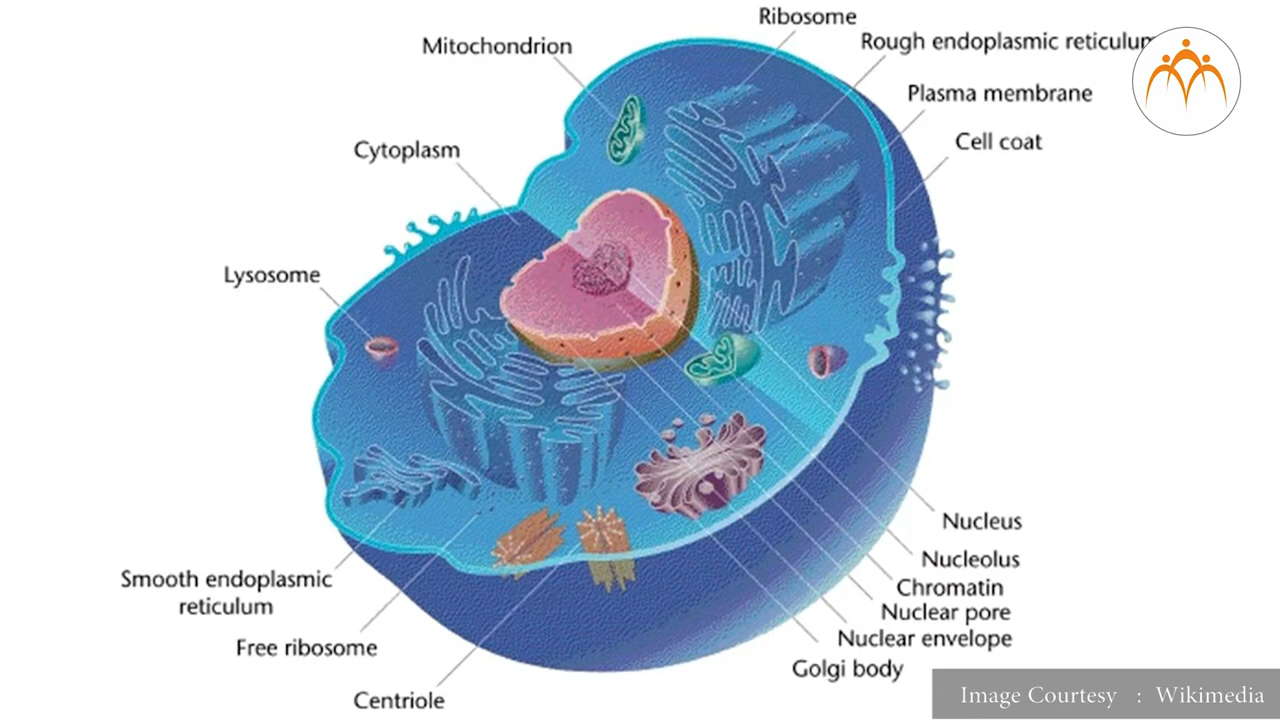 Ribosome
Mitochondrion
Rough endoplasmic reticulum
Plasma membrane
Cell coat
Cytoplasm
Lysosome
Nucleus
Nucleolus
Smooth endoplasmic
reticulum
Chromatin
Nuclear pore
Nuclear envelope
Free ribosome
Golgi body
Centriole
Image Courtesy : Wikimedia